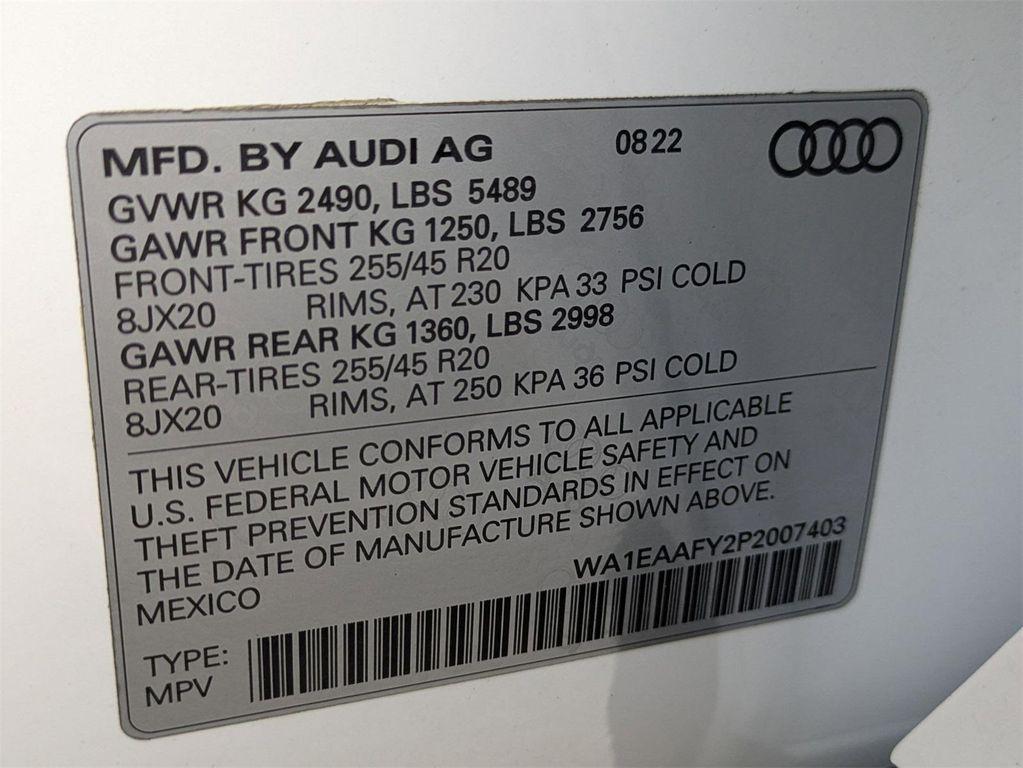 MFD. BY AUDI AG 0822
GVWR KG 2490, LBS 5489
GAWR FRONT KG 1250, LBS 2756
FRONT-TIRES 255/45 R20
8JX20 RIMS, AT 230 KPA 33 PSI COLD
GAWR REAR KG 1360, LBS 2998
REAR-TIRES 255/45 R20
8JX20 RIMS, AT 250 KPA 36 PSI COLD
THIS VEHICLE CONFORMS TO ALL APPLICABLE
U.S. FEDERAL MOTOR VEHICLE SAFETY AND
THEFT PREVENTION STANDARDS IN EFFECT ON
THE DATE OF MANUFACTURE SHOWN ABOVE.
MEXICO WA1EAAFY2P2007403
TYPE:
MPV